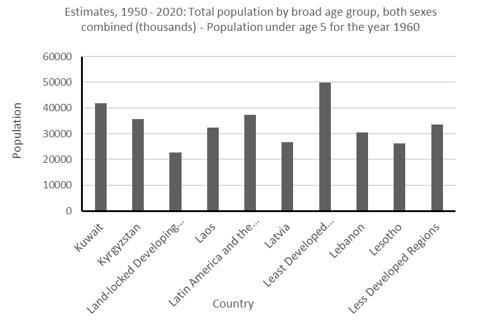 Estimates, 1950 - 2020: Total population by broad age group, both sexes
combined (thousands) - Population under age 5 for the year 1960
60000
50000
40000
30000
20000
10000
0
Population
Kuwait
Kyrgyzstan
Land-locked Developing...
Laos
Latin America and the...
Latvia
Least Developed...
Lebanon
Lesotho
Less Developed Regions
Country